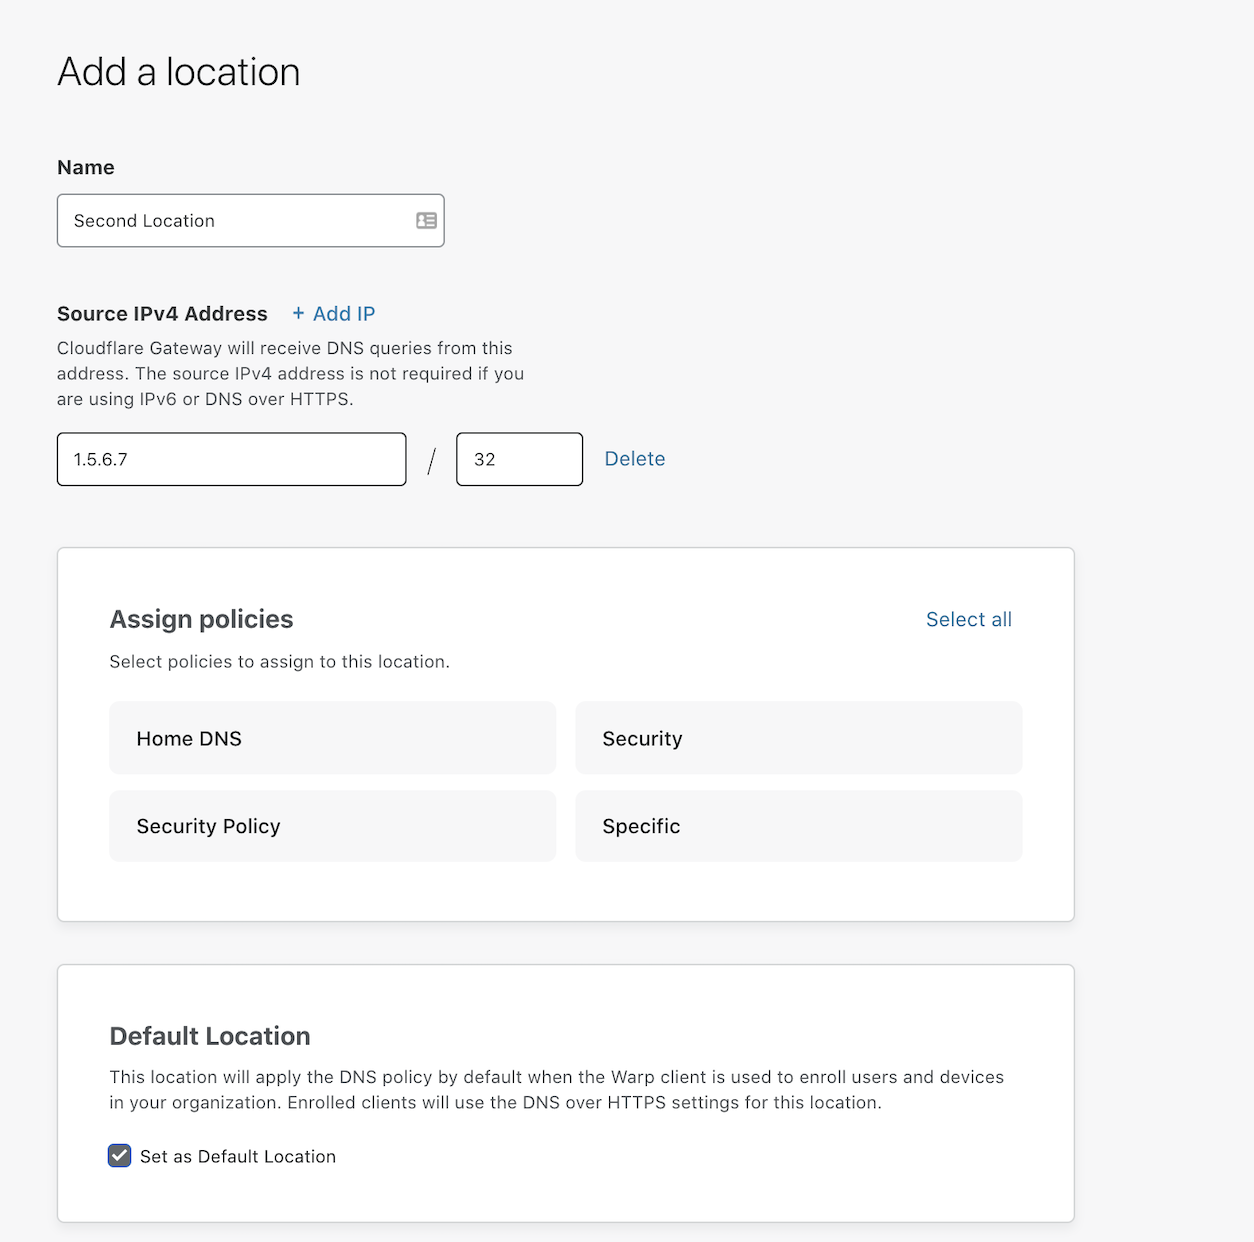 Add a location
Name
Second Location
Source IPv4 Address + Add IP
Cloudflare Gateway will receive DNS queries from this
address. The source IPv4 address is not required if you
are using IPv6 or DNS over HTTPS.
1.5.6.7 / 32 Delete
Assign policies Select all
Select policies to assign to this location.
Home DNS Security
Security Policy Specific
Default Location
This location will apply the DNS policy by default when the Warp client is used to enroll users and devices
in your organization. Enrolled clients will use the DNS over HTTPS settings for this location.
Set as Default Location